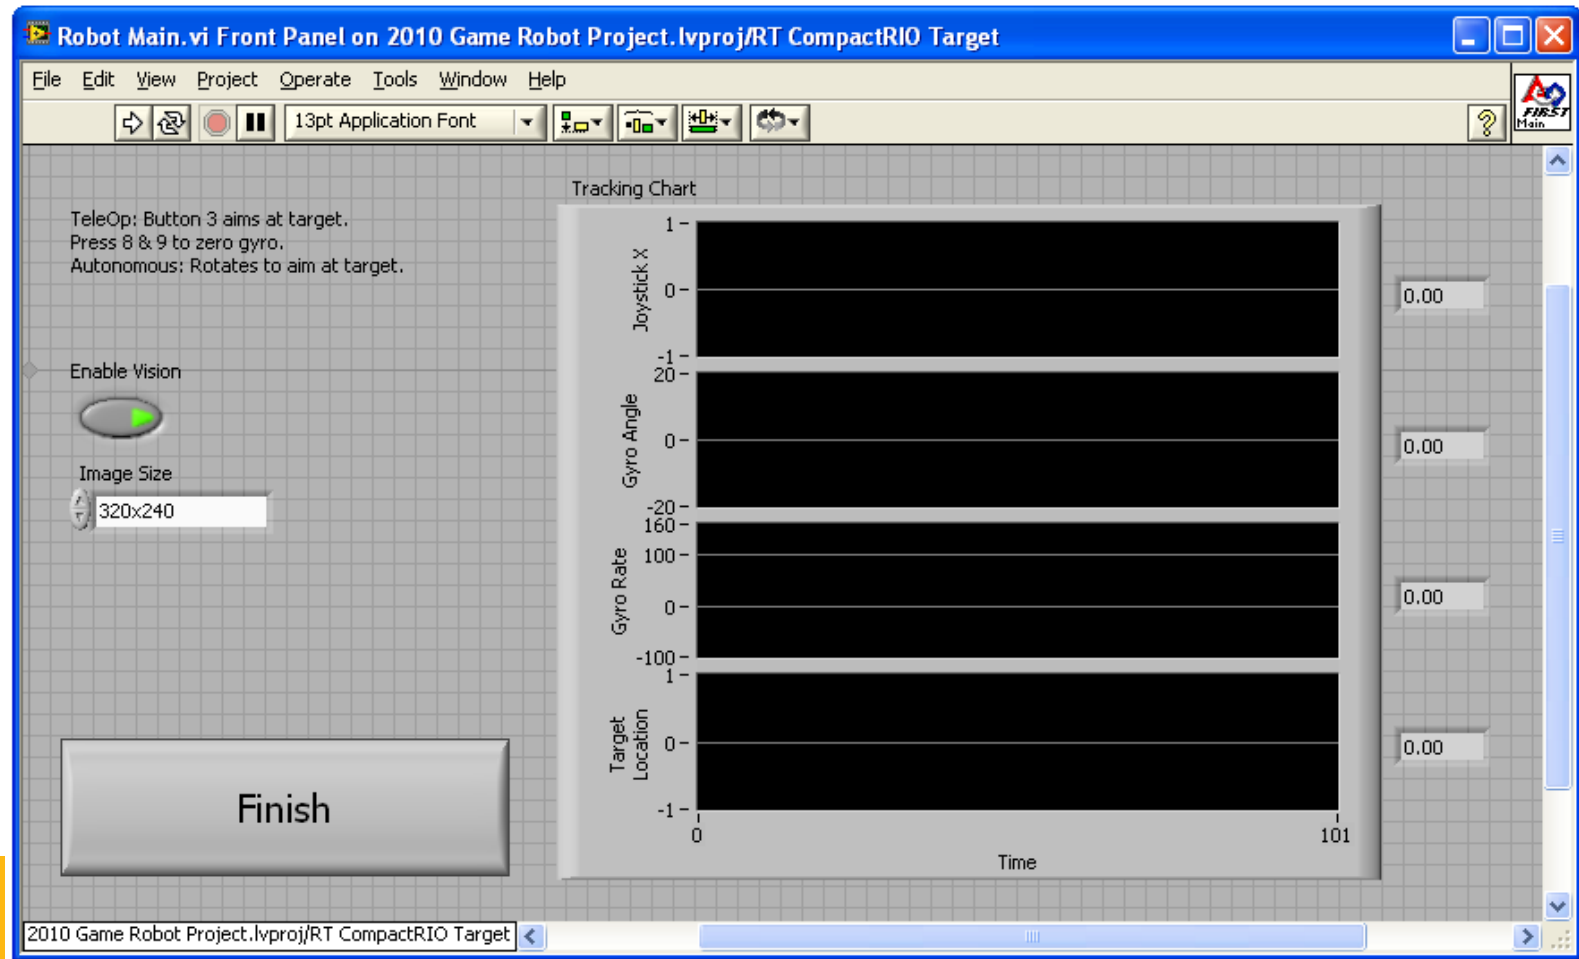 Robot Main.vi Front Panel on 2010 Game Robot Project.lvproj/RT CompactRIO Target
File Edit View Project Operate Tools Window Help
13pt Application Font
FIRST
Main
TeleOp: Button 3 aims at target.
Press 8 & 9 to zero gyro.
Autonomous: Rotates to aim at target.
Enable Vision
Image Size
320x240
Finish
Tracking Chart
Joystick X
1
0
-1
0.00
Gyro Angle
20
0
-20
0.00
Gyro Rate
160
100
0
-100
0.00
Target
Location
1
0
-1
0.00
0 101
Time
2010 Game Robot Project.lvproj/RT CompactRIO Target